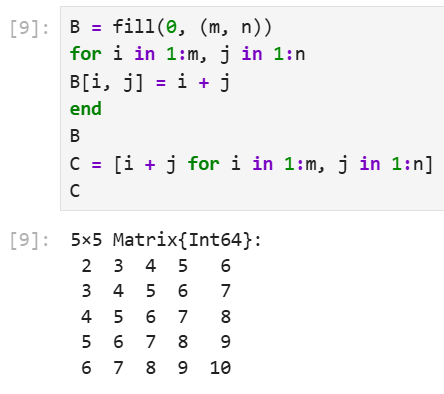 [9]: B = fill(0, (m, n))
for i in 1:m, j in 1:n
B[i, j] = i + j
end
B
C = [i + j for i in 1:m, j in 1:n]
C
[9]: 5×5 Matrix{Int64}:
2 3 4 5 6
3 4 5 6 7
4 5 6 7 8
5 6 7 8 9
6 7 8 9 10